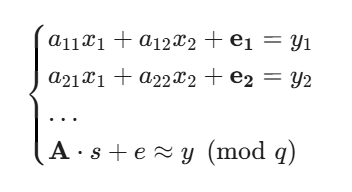 a₁₁x₁ + a₁₂x₂ + e₁ = y₁
a₂₁x₁ + a₂₂x₂ + e₂ = y₂
...
A · s + e ≈ y (mod q)